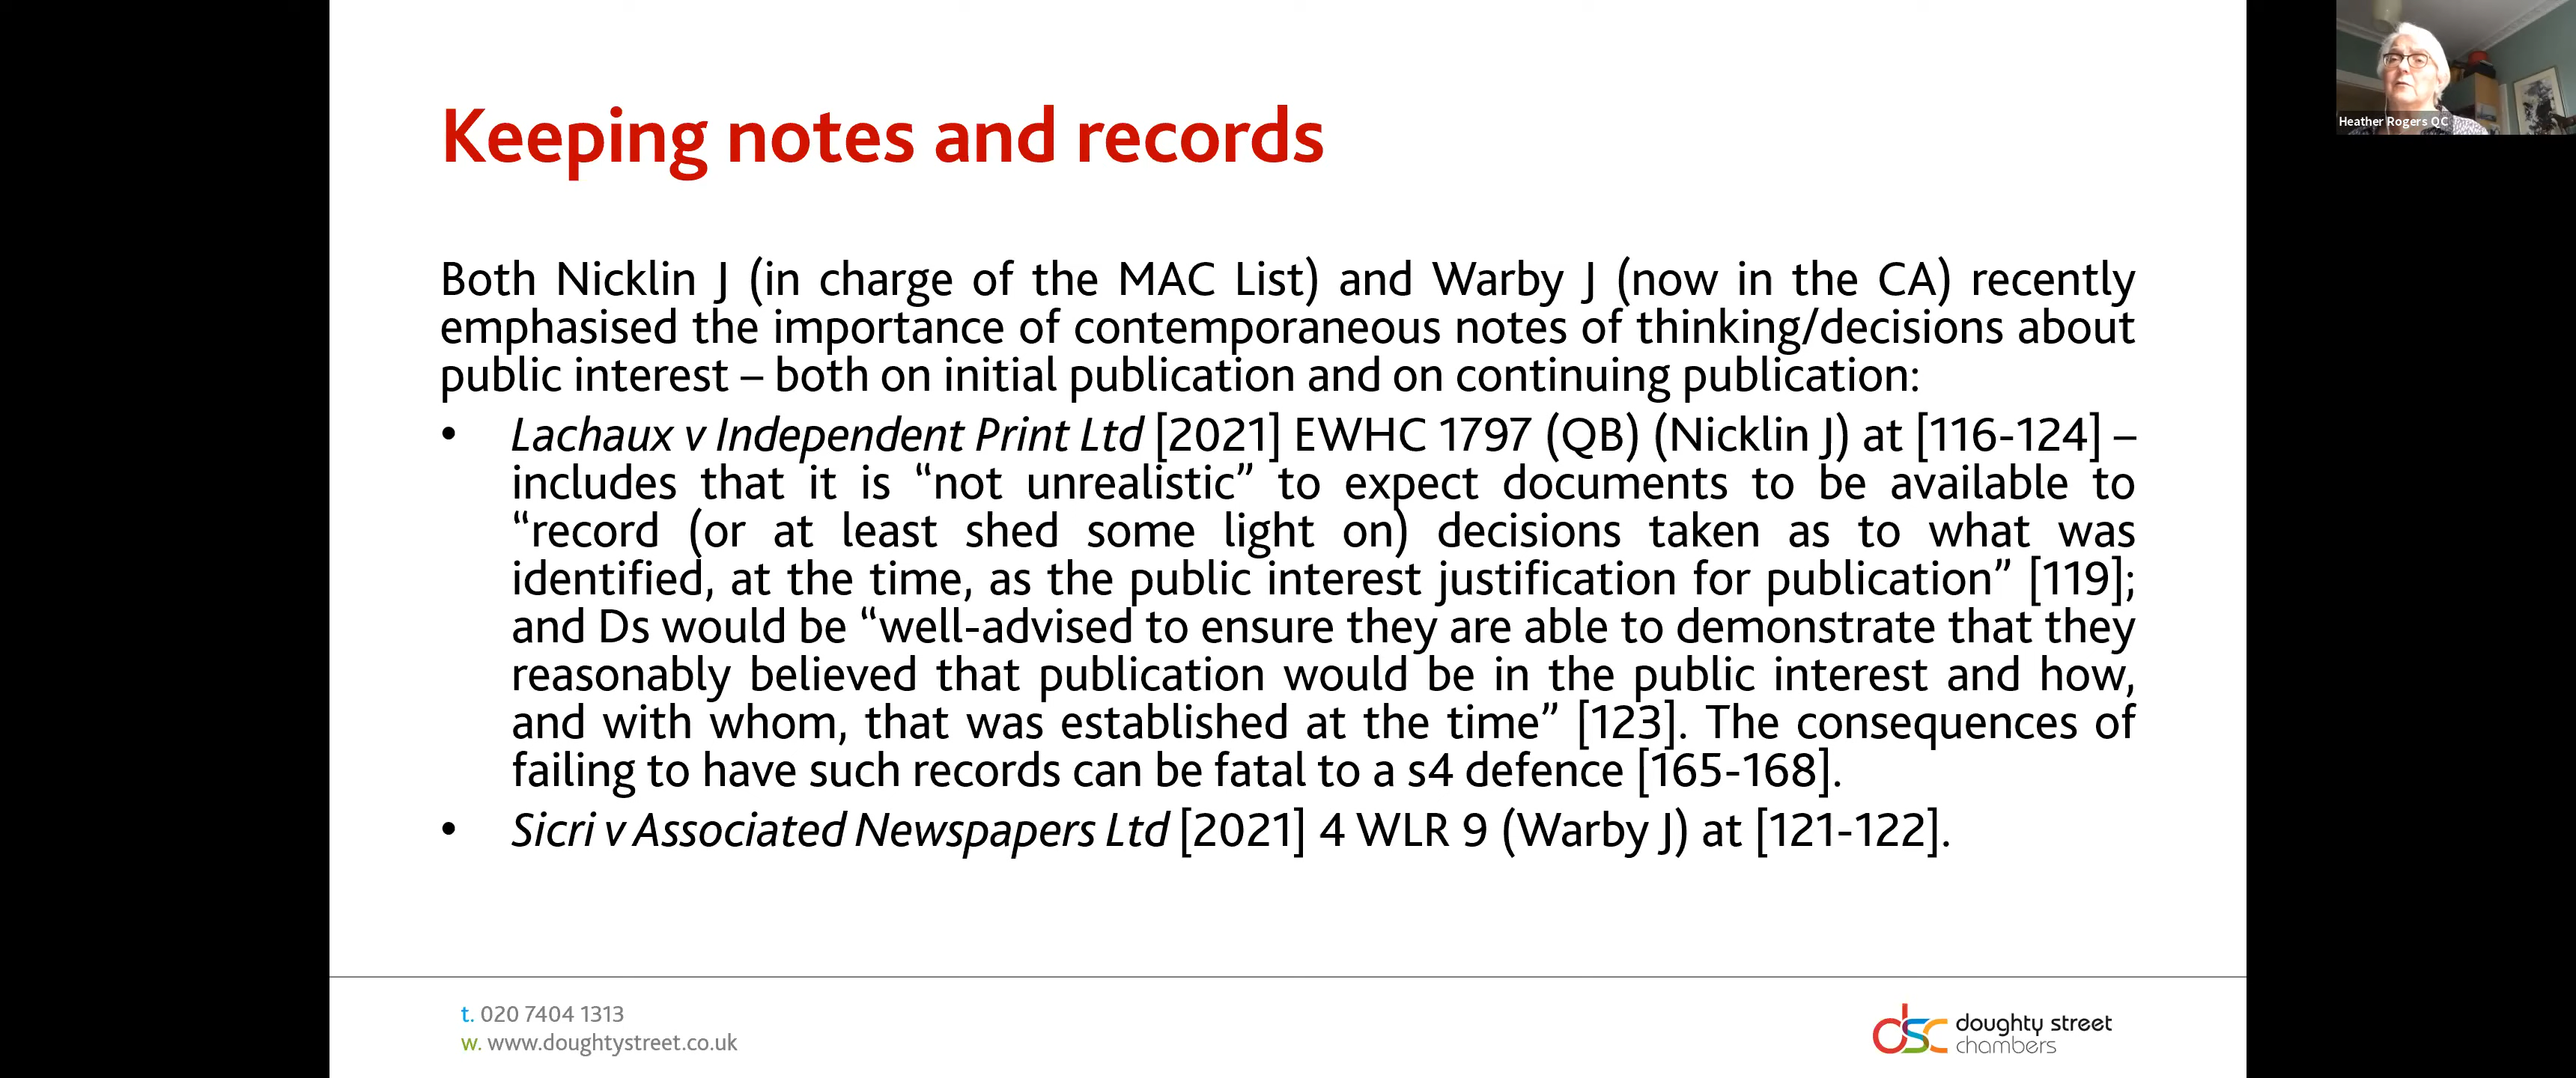 Keeping notes and records
Both Nicklin J (in charge of the MAC List) and Warby J (now in the CA) recently
emphasised the importance of contemporaneous notes of thinking/decisions about
public interest – both on initial publication and on continuing publication:
• Lachaux v Independent Print Ltd [2021] EWHC 1797 (QB) (Nicklin J) at [116-124] –
includes that it is “not unrealistic” to expect documents to be available to
“record (or at least shed some light on) decisions taken as to what was
identified, at the time, as the public interest justification for publication” [119];
and Ds would be “well-advised to ensure they are able to demonstrate that they
reasonably believed that publication would be in the public interest and how,
and with whom, that was established at the time” [123]. The consequences of
failing to have such records can be fatal to a s4 defence [165-168].
• Sicri v Associated Newspapers Ltd [2021] 4 WLR 9 (Warby J) at [121-122].
t. 020 7404 1313
w. www.doughtystreet.co.uk
dsc doughty street
chambers
Heather Rogers QC